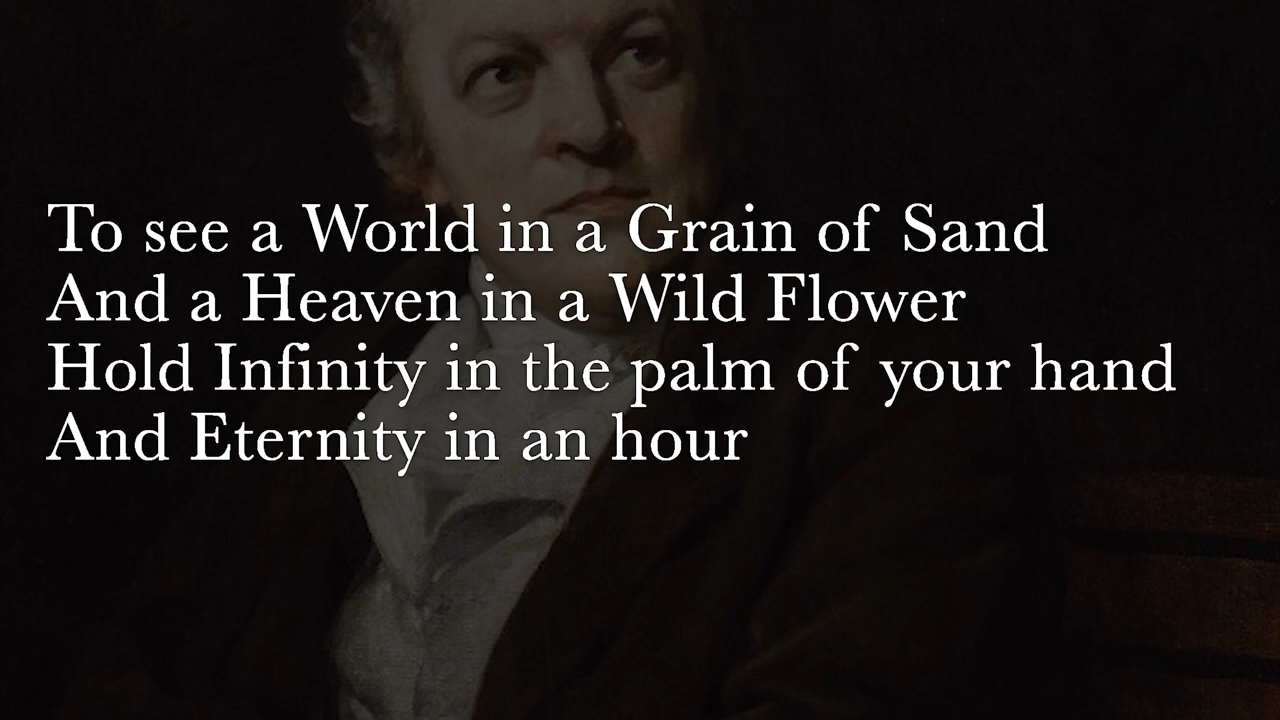 To see a World in a Grain of Sand
And a Heaven in a Wild Flower
Hold Infinity in the palm of your hand
And Eternity in an hour